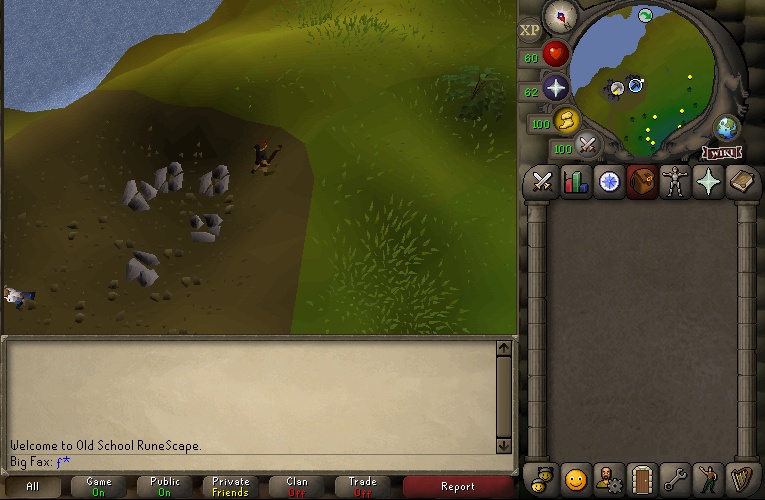 XP
60
62
100
100
WIKI
Welcome to Old School RuneScape.
Big Fax: f*
All
Game
On
Public
On
Private
Friends
Clan
Off
Trade
Off
Report